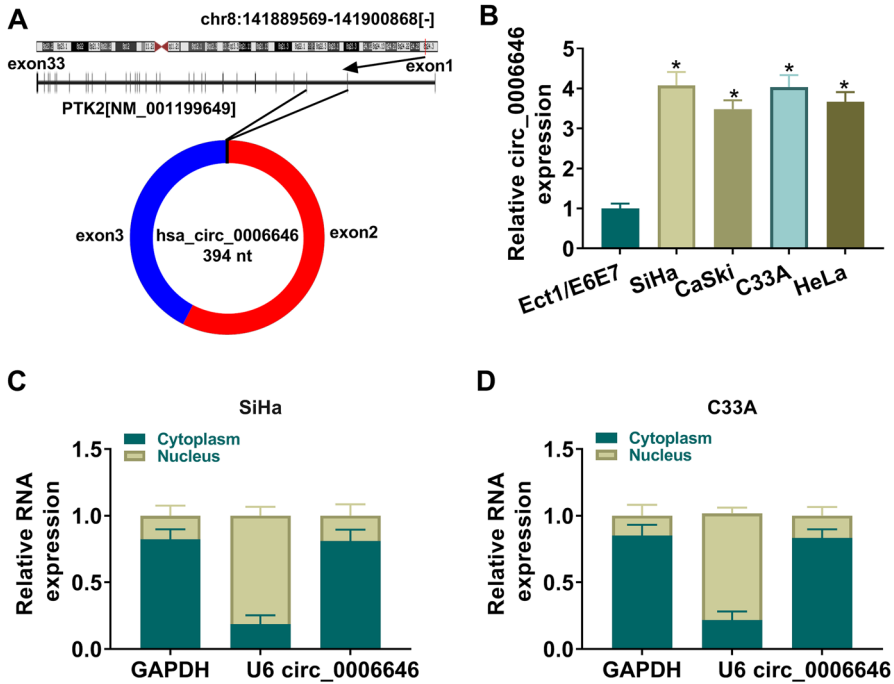 A
chr8:141889569-141900868[-]
exon33
exon1
PTK2[NM_001199649]
exon3
hsa_circ_0006646
394 nt
exon2
B
Relative circ_0006646
expression
5
4
3
2
1
0
*
*
*
*
Ect1/E6E7
SiHa
CaSki
C33A
HeLa
C
SiHa
Cytoplasm
Nucleus
Relative RNA
expression
1.5
1.0
0.5
0.0
GAPDH
U6
circ_0006646
D
C33A
Cytoplasm
Nucleus
Relative RNA
expression
1.5
1.0
0.5
0.0
GAPDH
U6
circ_0006646